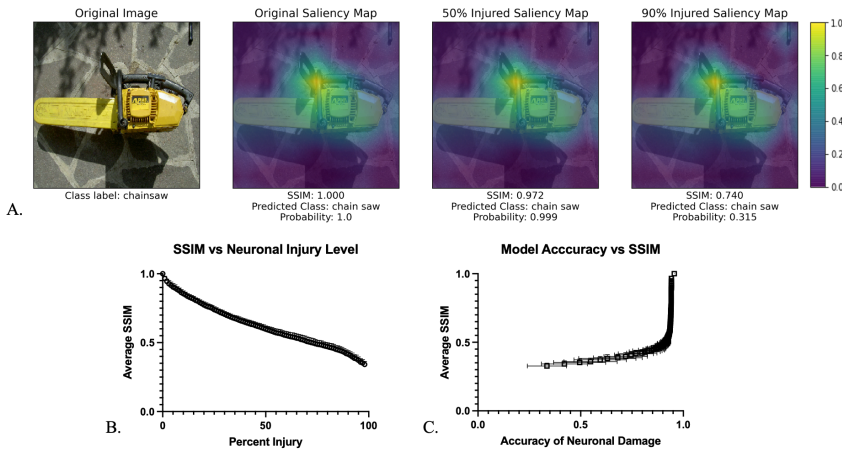 Original Image
Original Saliency Map
50% Injured Saliency Map
90% Injured Saliency Map
1.0
0.8
0.6
0.4
0.2
0.0
Class label: chainsaw
SSIM: 1.000
Predicted Class: chain saw
Probability: 1.0
SSIM: 0.972
Predicted Class: chain saw
Probability: 0.999
SSIM: 0.740
Predicted Class: chain saw
Probability: 0.315
A.
SSIM vs Neuronal Injury Level
Average SSIM
1.0
0.5
0.0
0
50
100
Percent Injury
B.
Model Acccuracy vs SSIM
Average SSIM
1.0
0.5
0.0
0.0
0.5
1.0
Accuracy of Neuronal Damage
C.